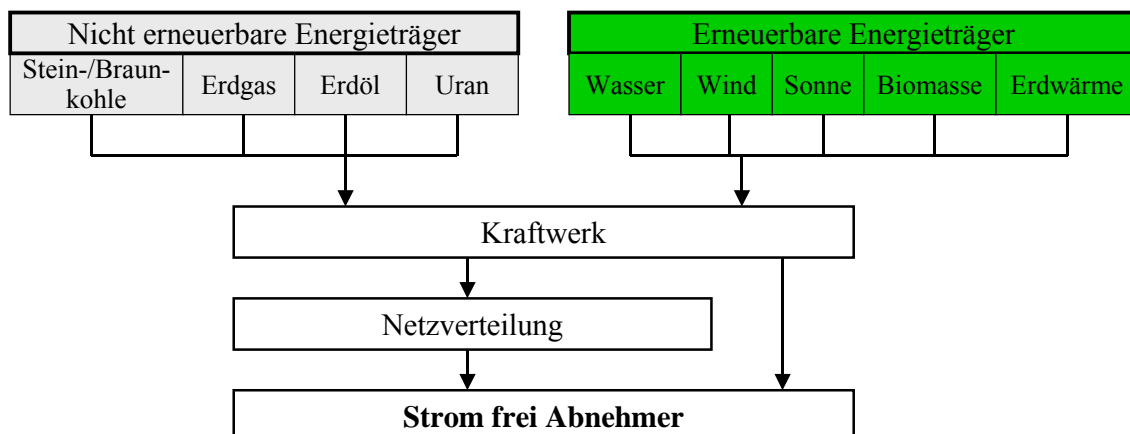 Nicht erneuerbare Energieträger
Stein-/Braun-
kohle
Erdgas
Erdöl
Uran
Erneuerbare Energieträger
Wasser
Wind
Sonne
Biomasse
Erdwärme
Kraftwerk
Netzverteilung
Strom frei Abnehmer